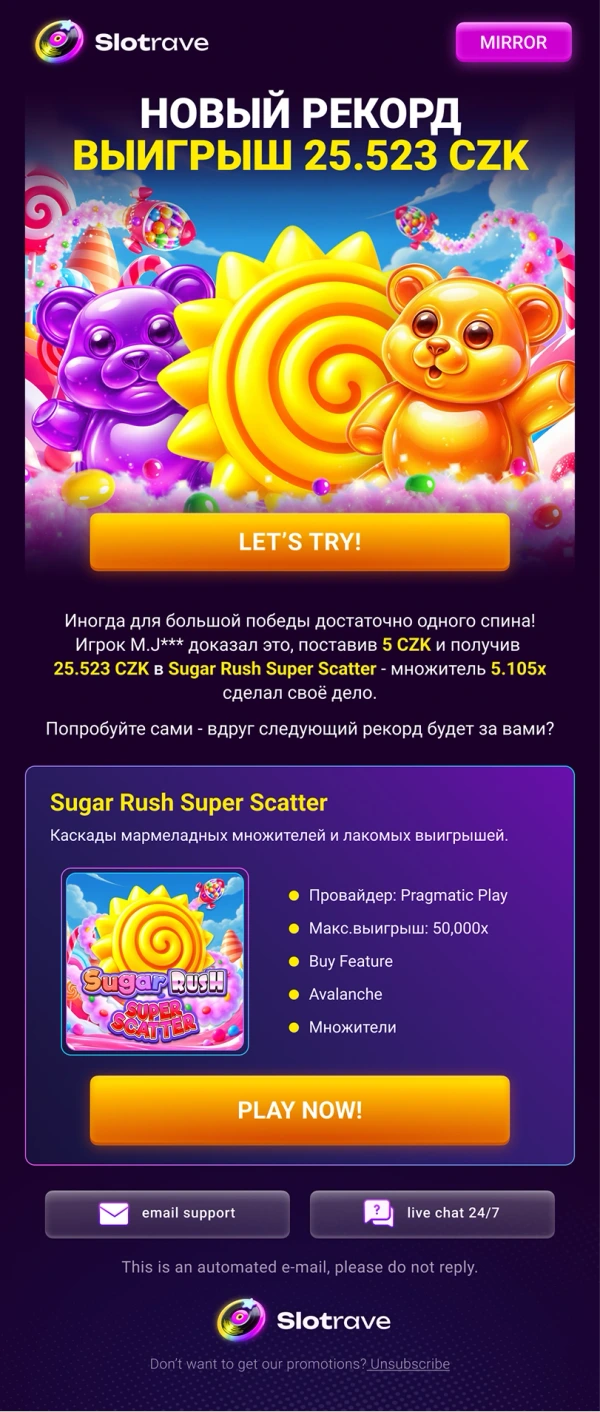 Slotrave
MIRROR
НОВЫЙ РЕКОРД
ВЫИГРЫШ 25.523 CZK
LET’S TRY!
Иногда для большой победы достаточно одного спина!
Игрок M.J*** доказал это, поставив 5 CZK и получив
25.523 CZK в Sugar Rush Super Scatter - множитель 5.105x
сделал своё дело.
Попробуйте сами - вдруг следующий рекорд будет за вами?
Sugar Rush Super Scatter
Каскады мармеладных множителей и лакомых выигрышей.
Sugar RUSH
SUPER
SCATTER
Провайдер: Pragmatic Play
Макс.выигрыш: 50,000x
Buy Feature
Avalanche
Множители
PLAY NOW!
email support
live chat 24/7
This is an automated e-mail, please do not reply.
Slotrave
Don’t want to get our promotions? Unsubscribe